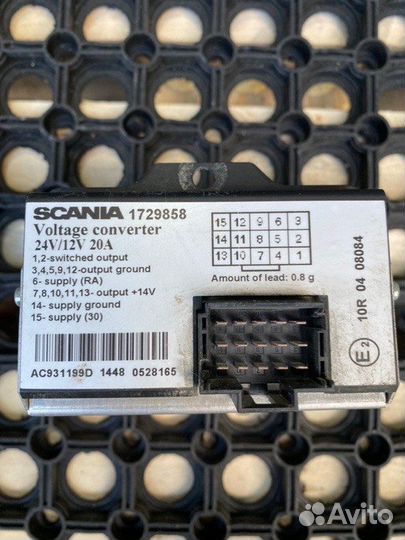 SCANIA 1729858
Voltage converter
24V/12V 20A
1,2-switched output
3,4,5,9,12-output ground
6- supply (RA)
7,8,10,11,13- output +14V
14- supply ground
15- supply (30)
15 12 9 6 3
14 11 8 5 2
13 10 7 4 1
Amount of lead: 0.8 g
AC931199D 1448 0528165
10R 04 08084
E2
Avito